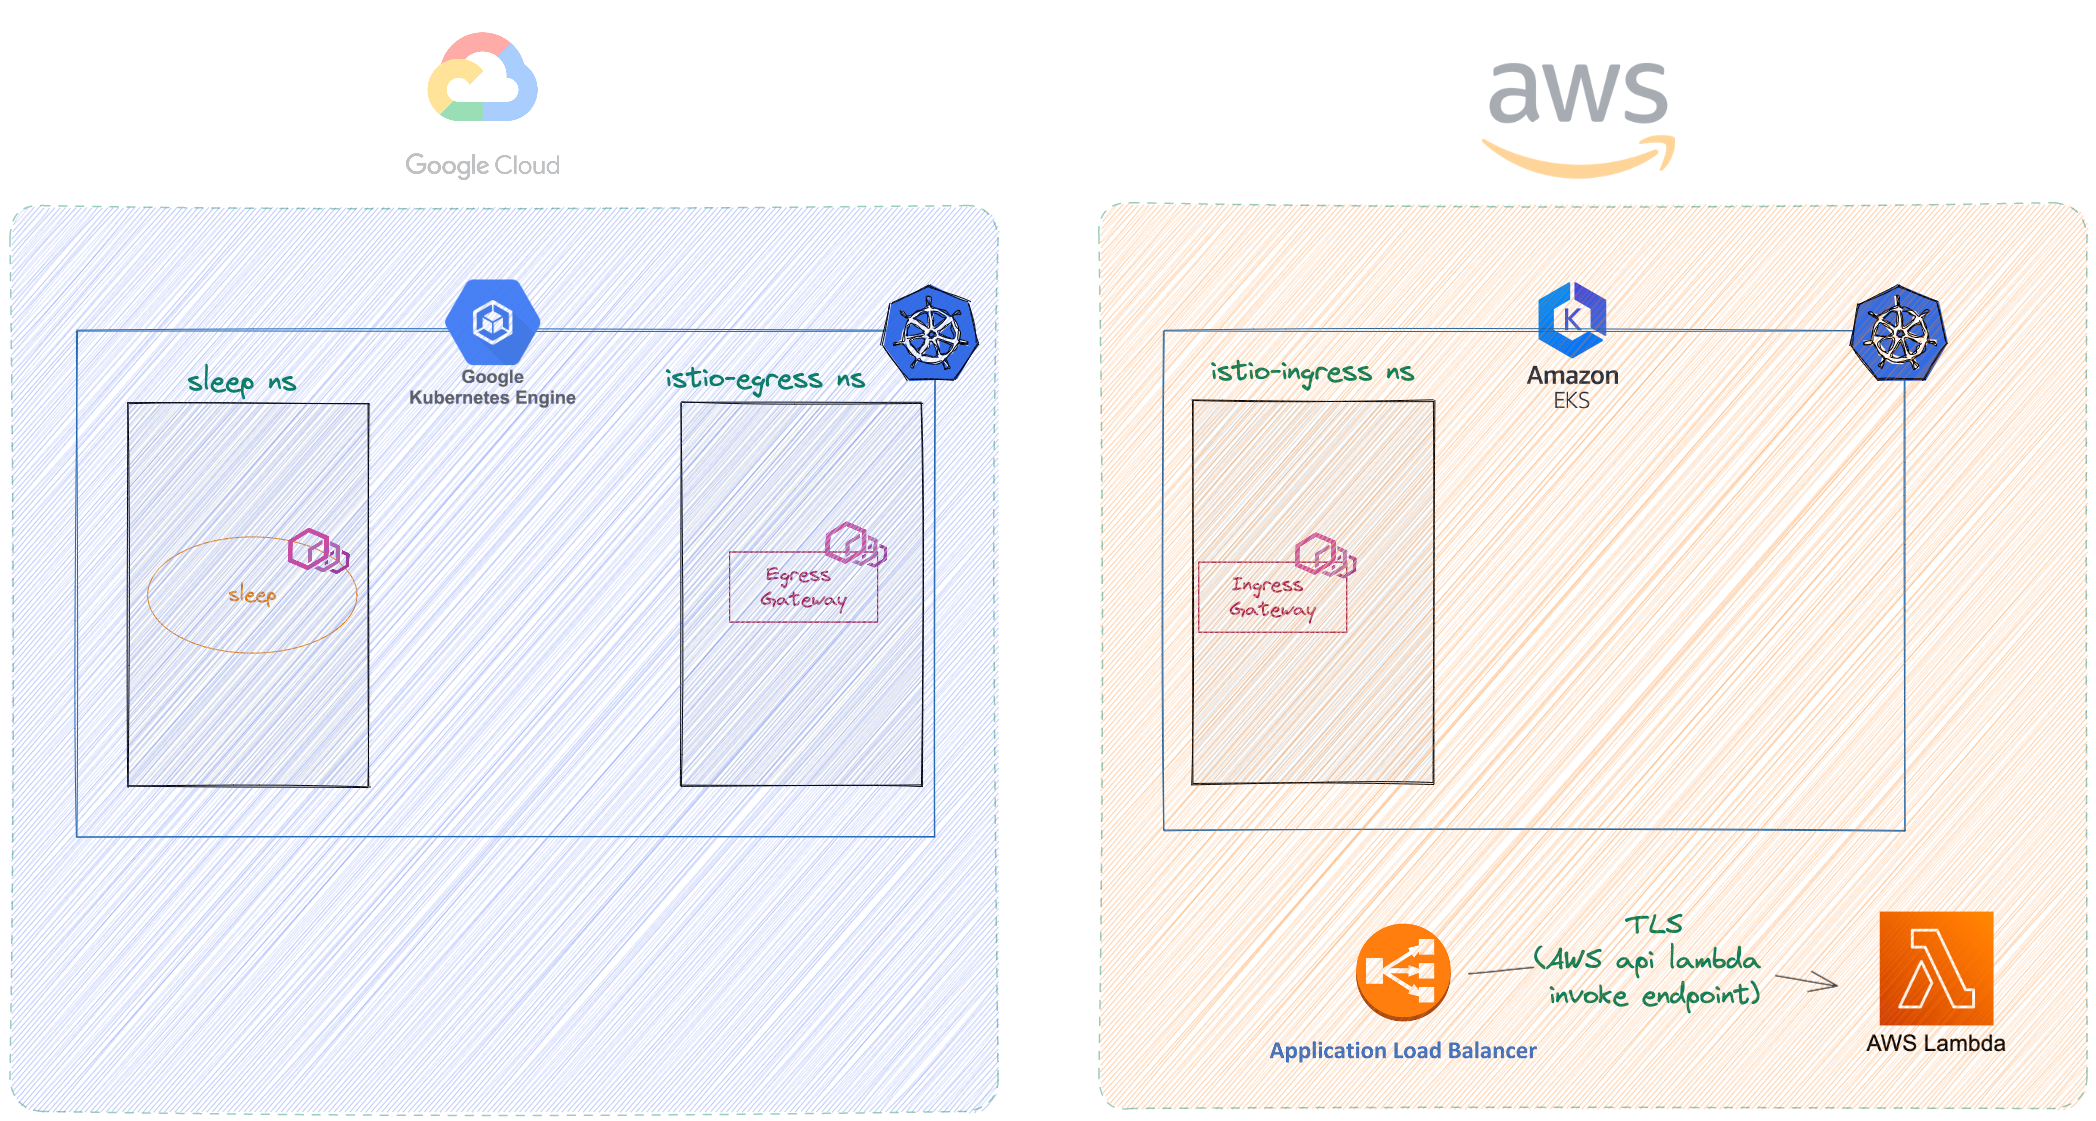 Google Cloud
aws
Google
Kubernetes Engine
sleep ns
istio-egress ns
sleep
Egress
Gateway
K
Amazon
EKS
istio-ingress ns
Ingress
Gateway
TLS
(AWS api lambda
invoke endpoint)
Application Load Balancer
AWS Lambda